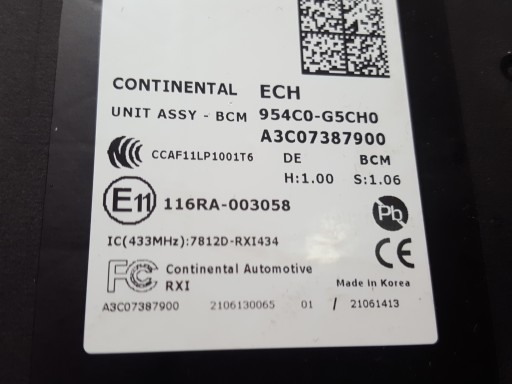 CONTINENTAL ECH
UNIT ASSY - BCM 954C0-G5CH0
A3C07387900
CCAF11LP1001T6 DE BCM
H:1.00 S:1.06
E11 116RA-003058
Pb
IC(433MHz):7812D-RXI434
CE
FC Continental Automotive
RXI
Made in Korea
A3C07387900 2106130065 01 / 21061413